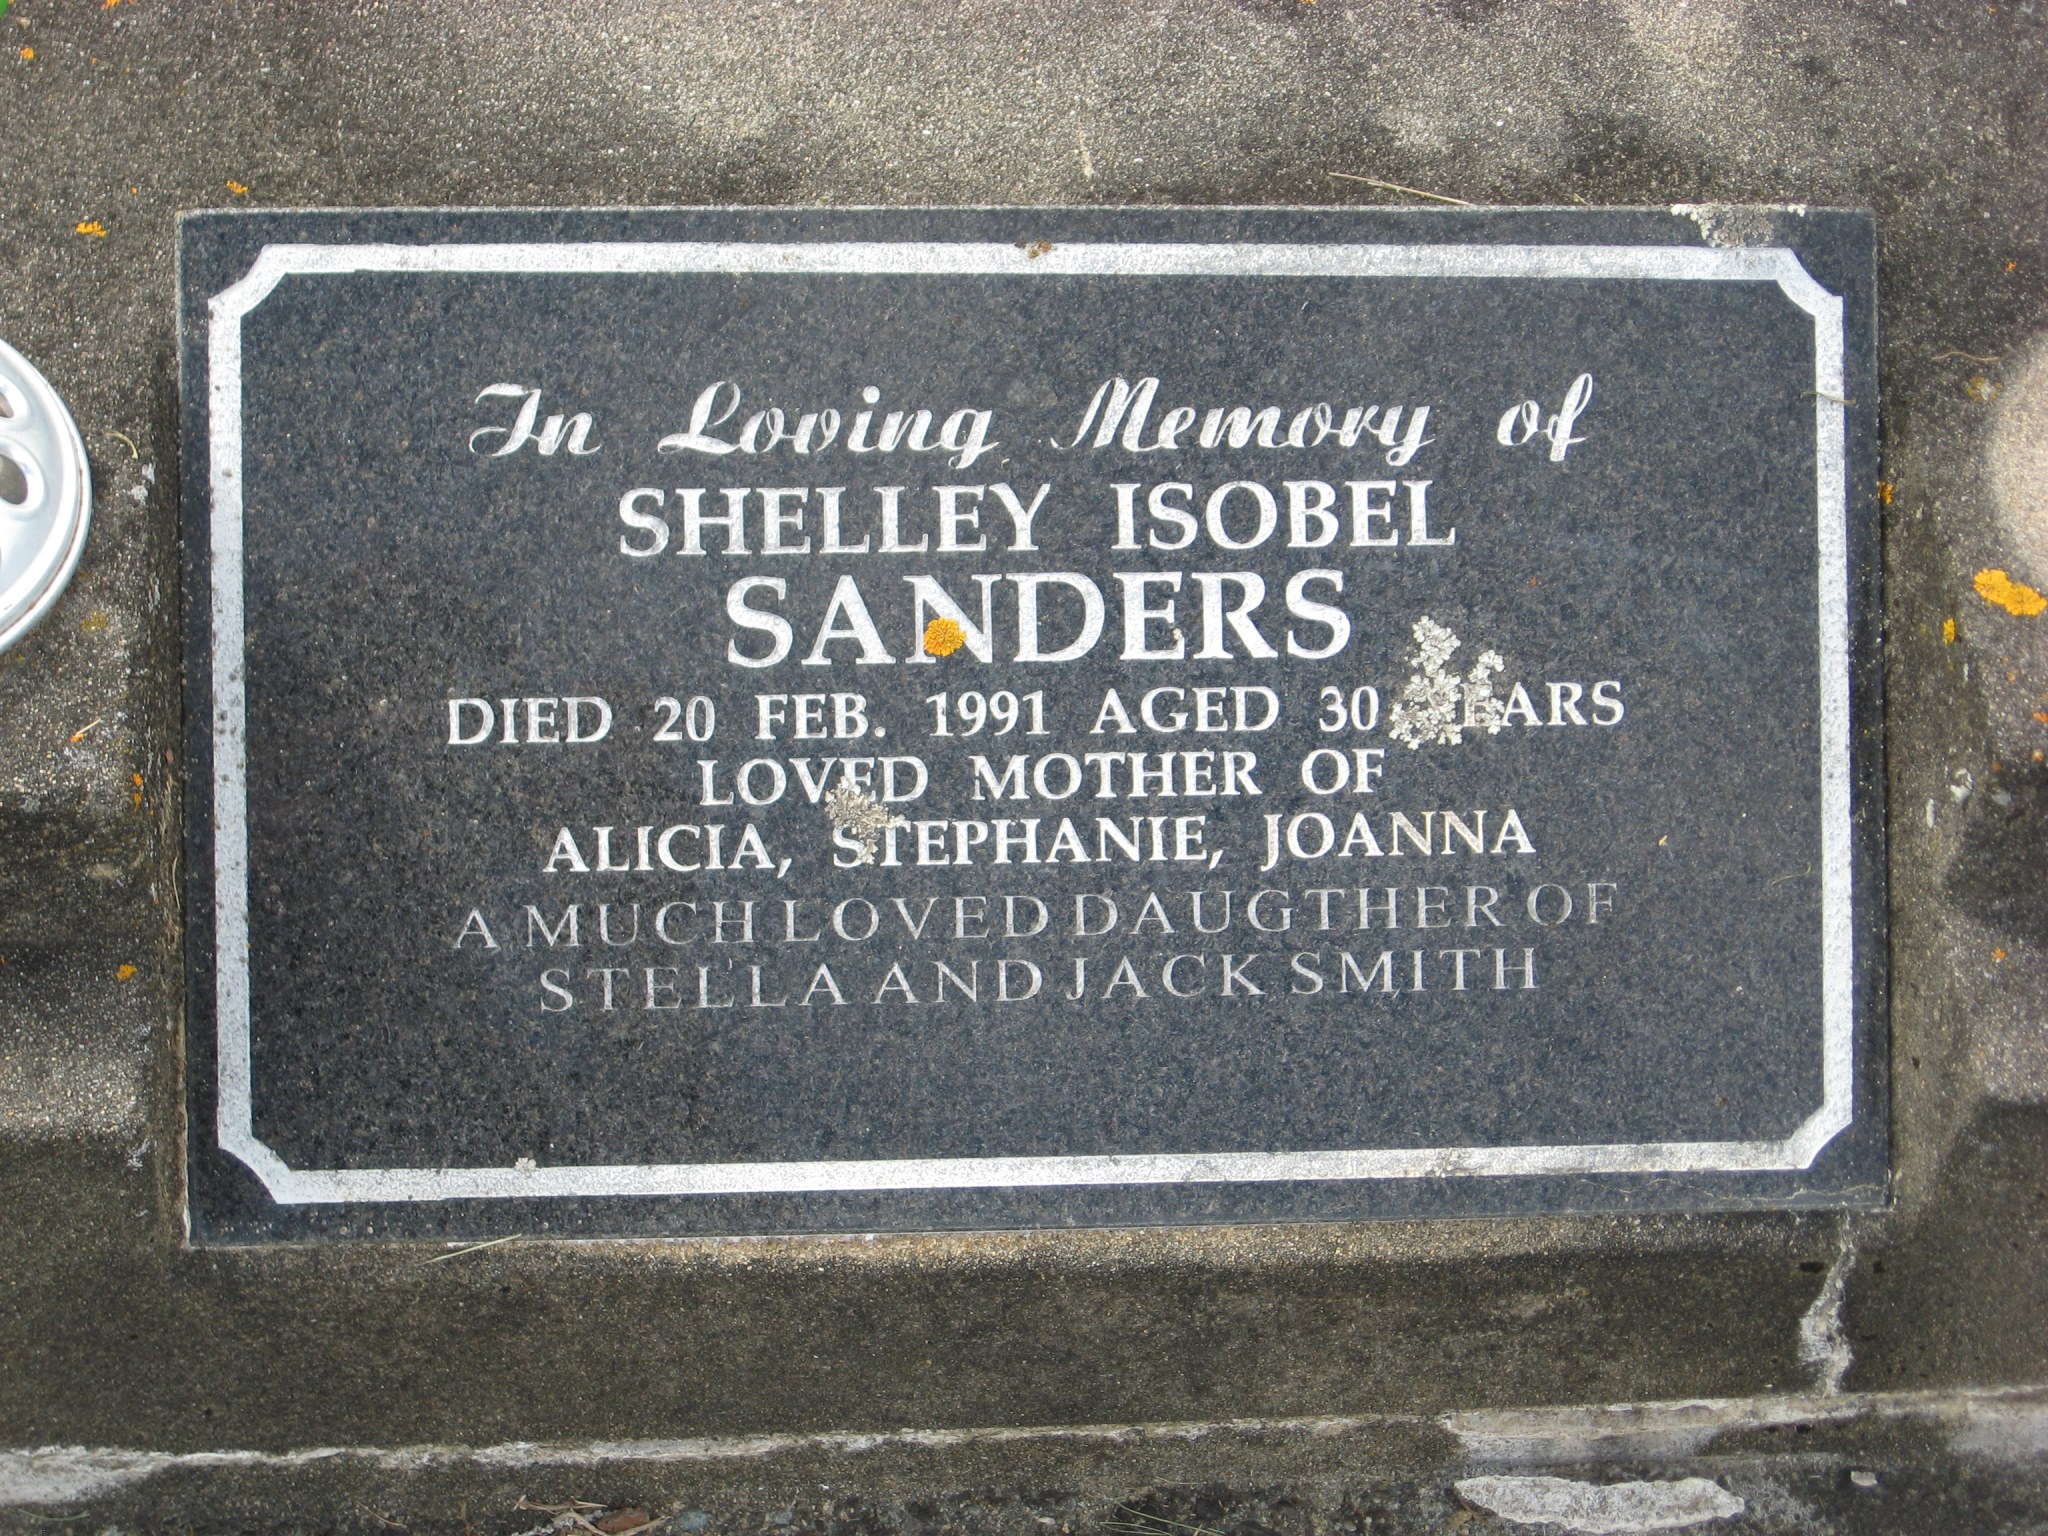 In Loving Memory of
SHELLEY ISOBEL
SANDERS
DIED 20 FEB. 1991 AGED 30 YEARS
LOVED MOTHER OF
ALICIA, STEPHANIE, JOANNA
A MUCH LOVED DAUGTHER OF
STELLA AND JACK SMITH